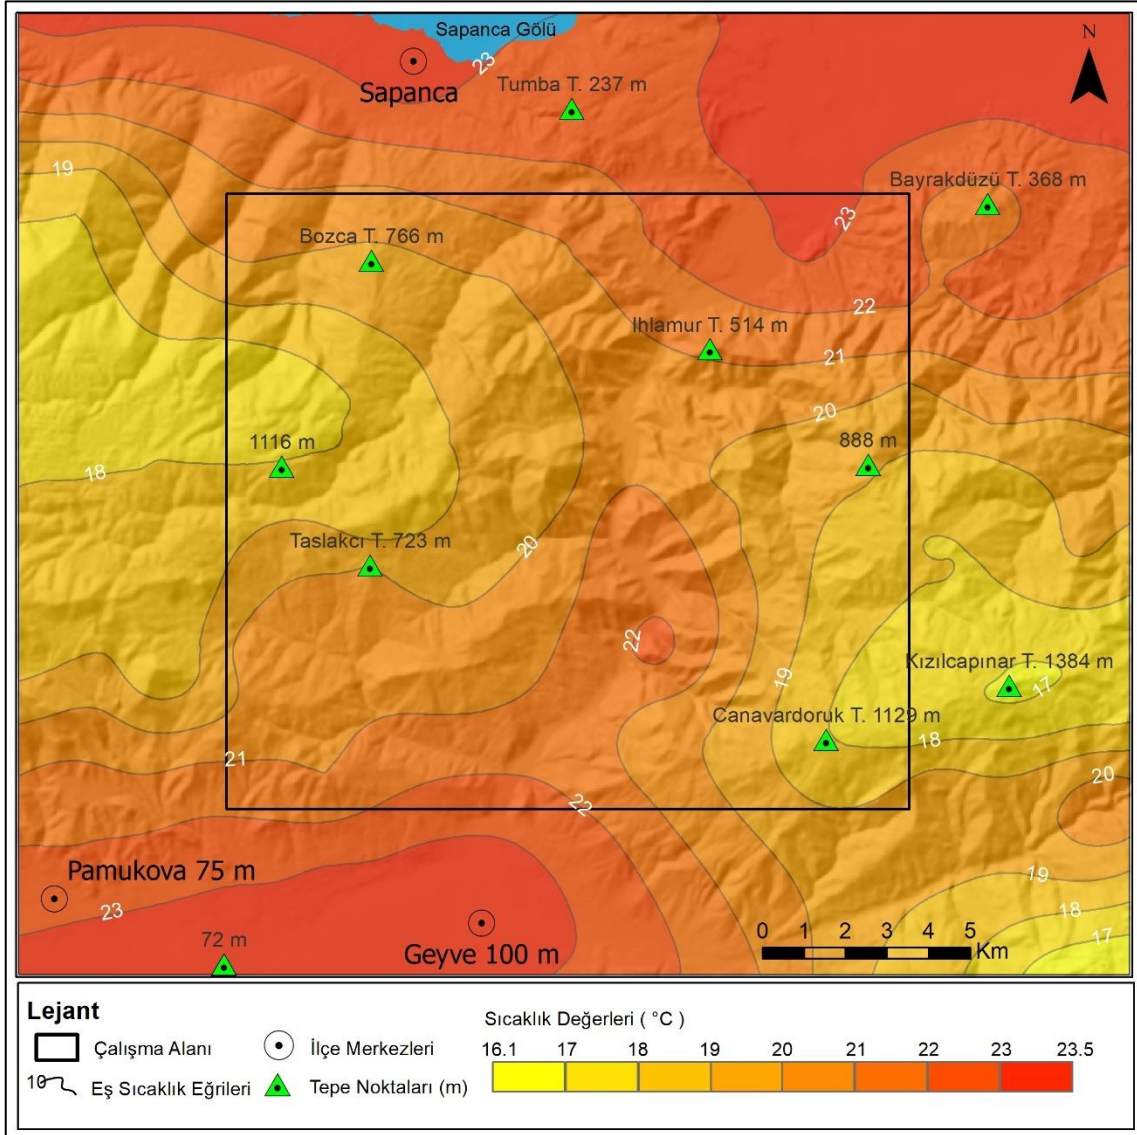 Sapanca Gölü
N
23
Sapanca
Tumba T. 237 m
19
Bayrakdüzü T. 368 m
23
Bozca T. 766 m
22
Ihlamur T. 514 m
21
20
1116 m
888 m
18
Taslakcı T. 723 m
20
22
Kızılcapınar T. 1384 m
19
17
Canavardoruk T. 1129 m
18
21
20
22
Pamukova 75 m
19
23
18
72 m
17
Geyve 100 m
0 1 2 3 4 5
Km
Lejant
Çalışma Alanı
İlçe Merkezleri
10
Eş Sıcaklık Eğrileri
Tepe Noktaları (m)
Sıcaklık Değerleri ( °C )
16.1 17 18 19 20 21 22 23 23.5